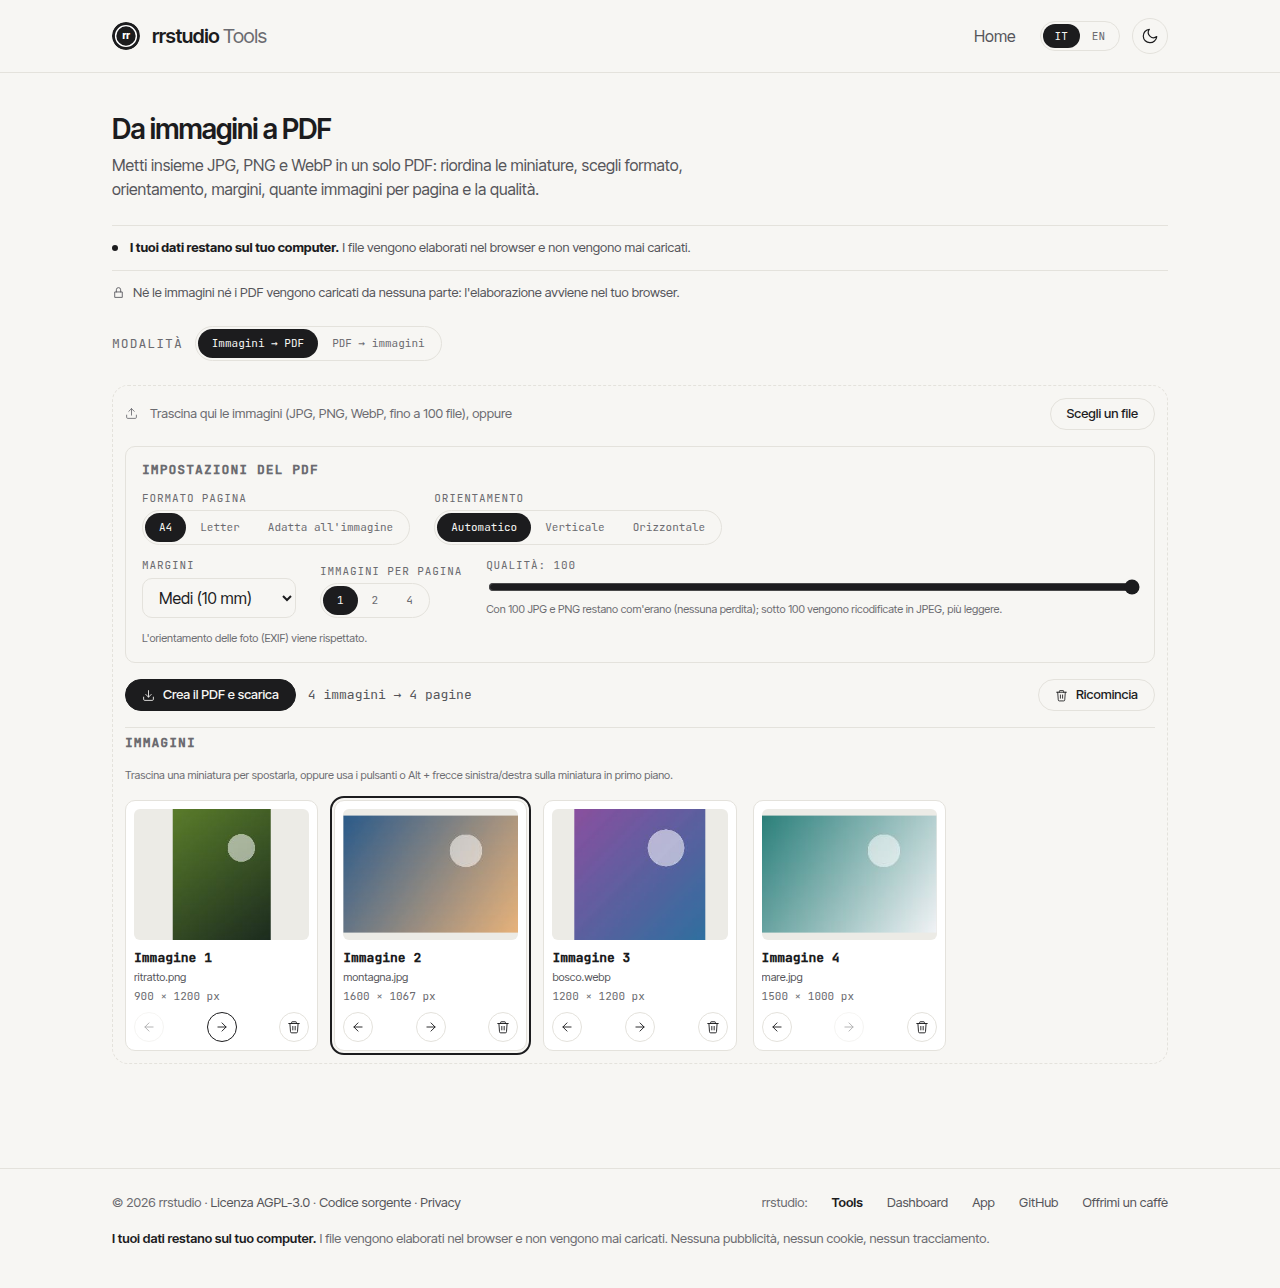 rr rrstudio Tools
Home
IT EN
Da immagini a PDF
Metti insieme JPG, PNG e WebP in un solo PDF: riordina le miniature, scegli formato,
orientamento, margini, quante immagini per pagina e la qualità.
I tuoi dati restano sul tuo computer. I file vengono elaborati nel browser e non vengono mai caricati.
Né le immagini né i PDF vengono caricati da nessuna parte: l'elaborazione avviene nel tuo browser.
MODALITÀ Immagini → PDF PDF → immagini
Trascina qui le immagini (JPG, PNG, WebP, fino a 100 file), oppure
Scegli un file
IMPOSTAZIONI DEL PDF
FORMATO PAGINA ORIENTAMENTO
A4 Letter Adatta all'immagine Automatico Verticale Orizzontale
MARGINI IMMAGINI PER PAGINA QUALITÀ: 100
Medi (10 mm) 1 2 4
Con 100 JPG e PNG restano com'erano (nessuna perdita); sotto 100 vengono ricodificate in JPEG, più leggere.
L'orientamento delle foto (EXIF) viene rispettato.
Crea il PDF e scarica 4 immagini → 4 pagine
Ricomincia
IMMAGINI
Trascina una miniatura per spostarla, oppure usa i pulsanti o Alt + frecce sinistra/destra sulla miniatura in primo piano.
Immagine 1
ritratto.png
900 × 1200 px
Immagine 2
montagna.jpg
1600 × 1067 px
Immagine 3
bosco.webp
1200 × 1200 px
Immagine 4
mare.jpg
1500 × 1000 px
© 2026 rrstudio · Licenza AGPL-3.0 · Codice sorgente · Privacy
rrstudio: Tools Dashboard App GitHub Offrimi un caffè
I tuoi dati restano sul tuo computer. I file vengono elaborati nel browser e non vengono mai caricati. Nessuna pubblicità, nessun cookie, nessun tracciamento.